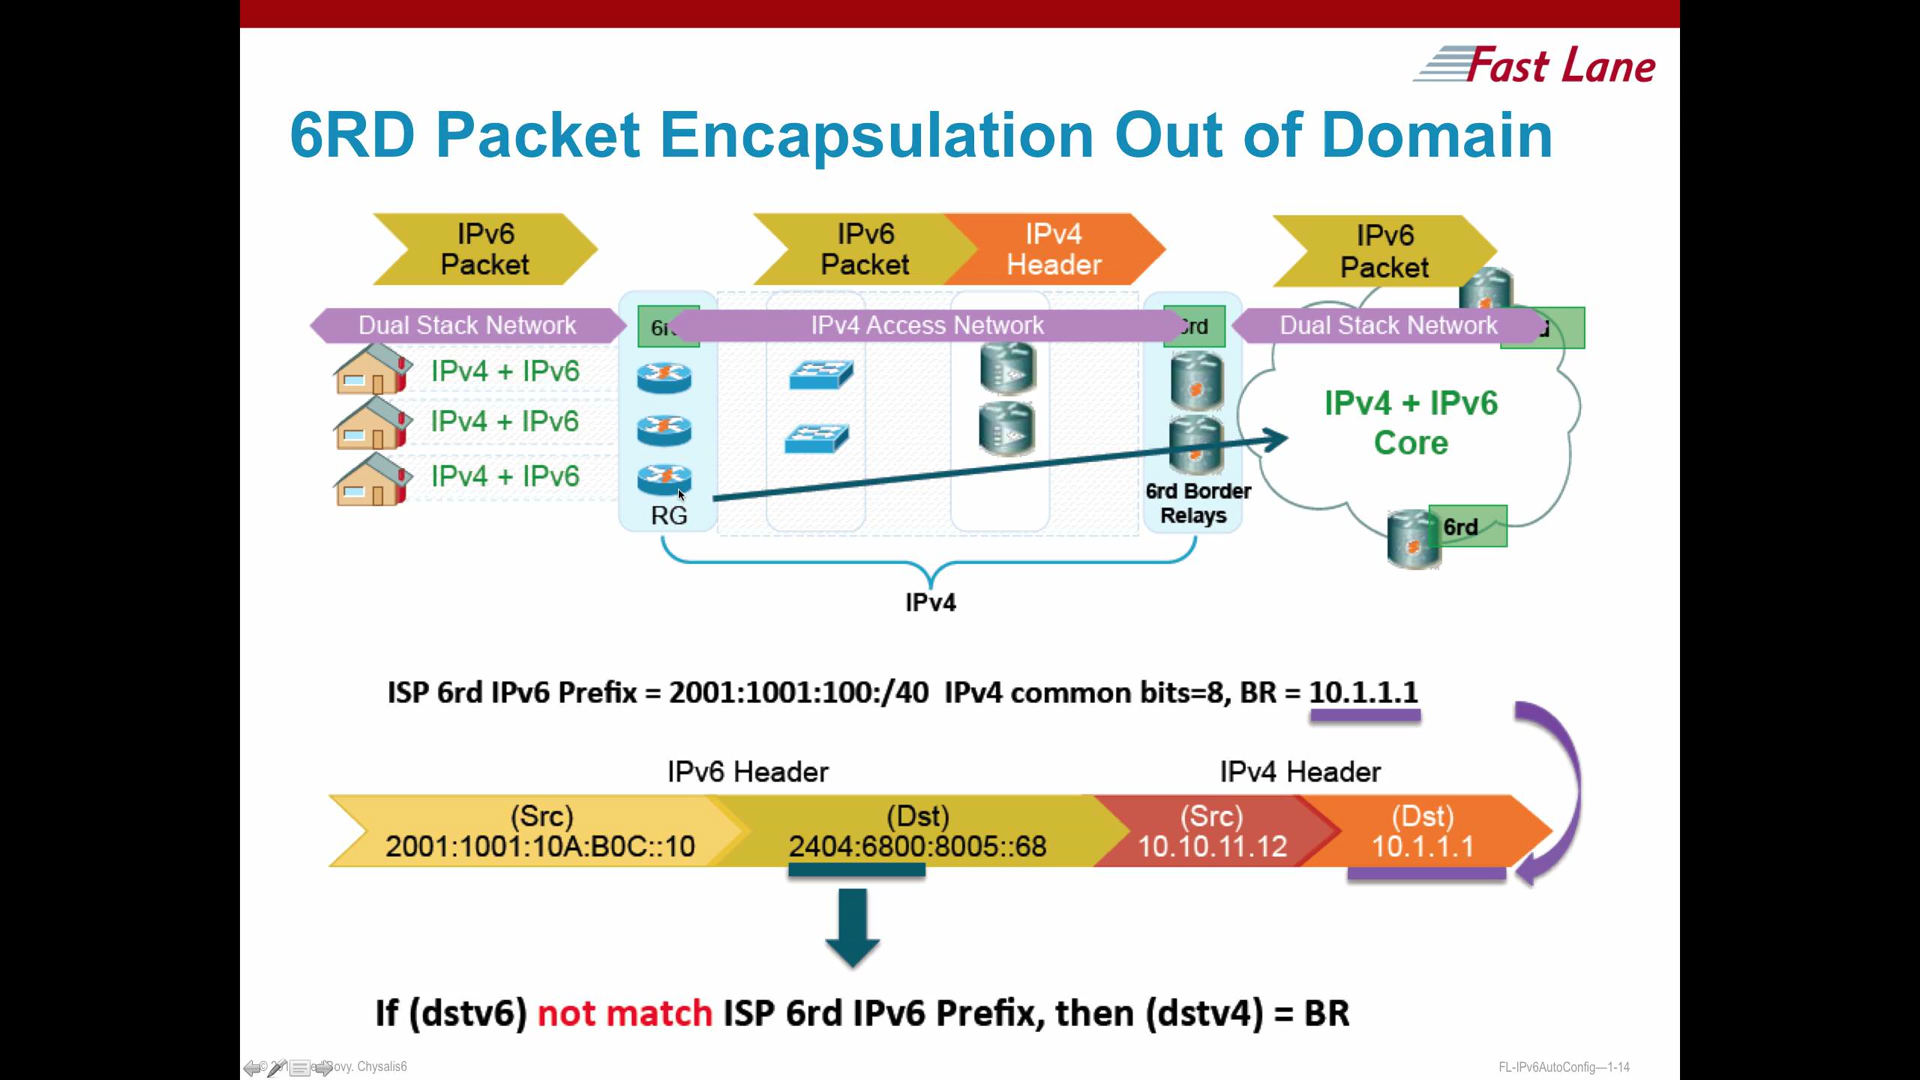 Fast Lane
6RD Packet Encapsulation Out of Domain
IPv6
Packet
IPv6
Packet
IPv4
Header
IPv6
Packet
Dual Stack Network
IPv4 Access Network
6rd
Dual Stack Network
IPv4 + IPv6
IPv4 + IPv6
IPv4 + IPv6
RG
6rd Border
Relays
IPv4 + IPv6
Core
6rd
IPv4
ISP 6rd IPv6 Prefix = 2001:1001:100:/40 IPv4 common bits=8, BR = 10.1.1.1
IPv6 Header
IPv4 Header
(Src)
2001:1001:10A:B0C::10
(Dst)
2404:6800:8005::68
(Src)
10.10.11.12
(Dst)
10.1.1.1
If (dstv6) not match ISP 6rd IPv6 Prefix, then (dstv4) = BR
Bovy. Chysalis6
FL-IPv6AutoConfig—1-14